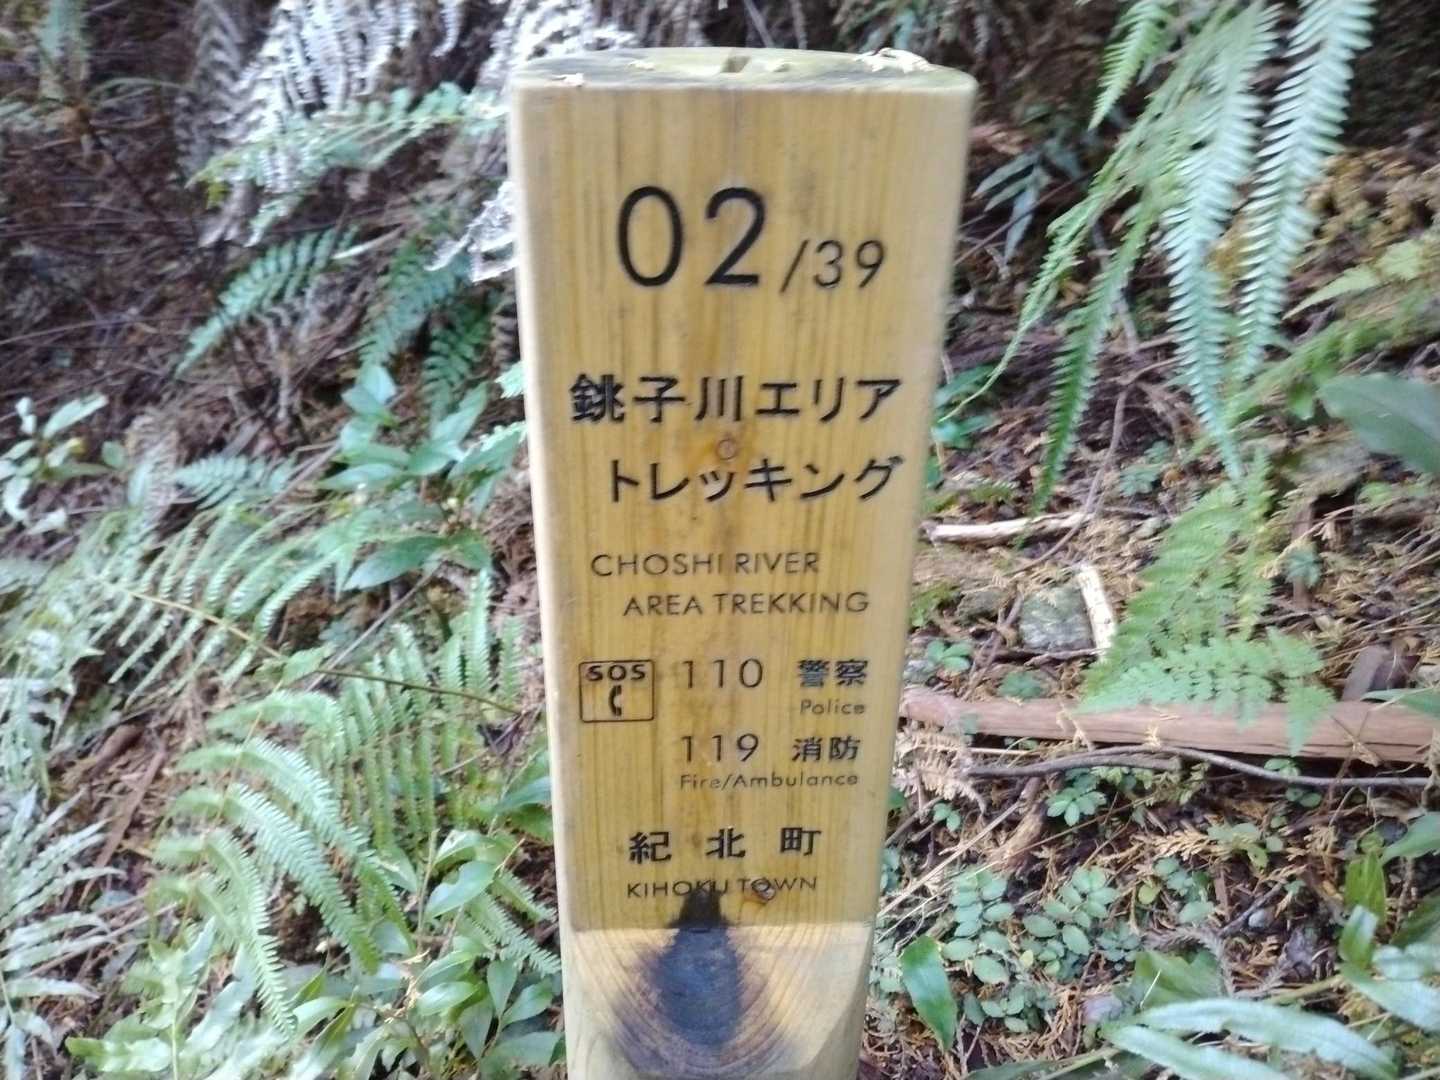 02/39
銚子川エリア
トレッキング
CHOSHI RIVER
AREA TREKKING
SOS 110 警察
Police
119 消防
Fire/Ambulance
紀北町
KIHOKU TOWN